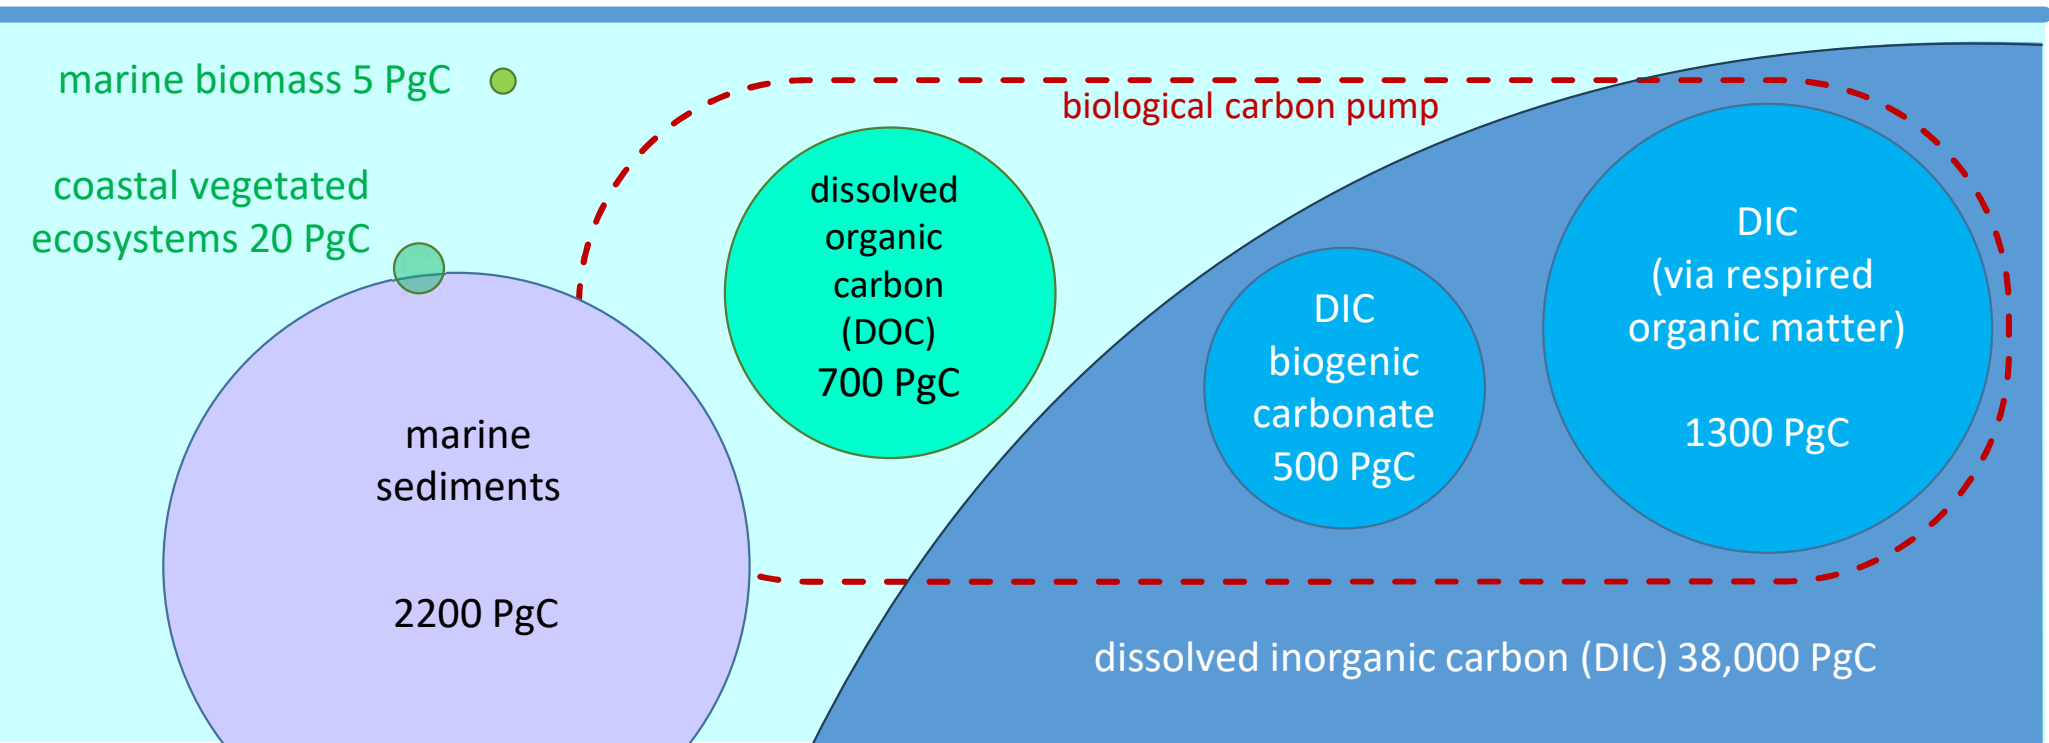 marine biomass 5 PgC
coastal vegetated
ecosystems 20 PgC
marine
sediments
2200 PgC
biological carbon pump
dissolved
organic
carbon
(DOC)
700 PgC
DIC
biogenic
carbonate
500 PgC
DIC
(via respired
organic matter)
1300 PgC
dissolved inorganic carbon (DIC) 38,000 PgC